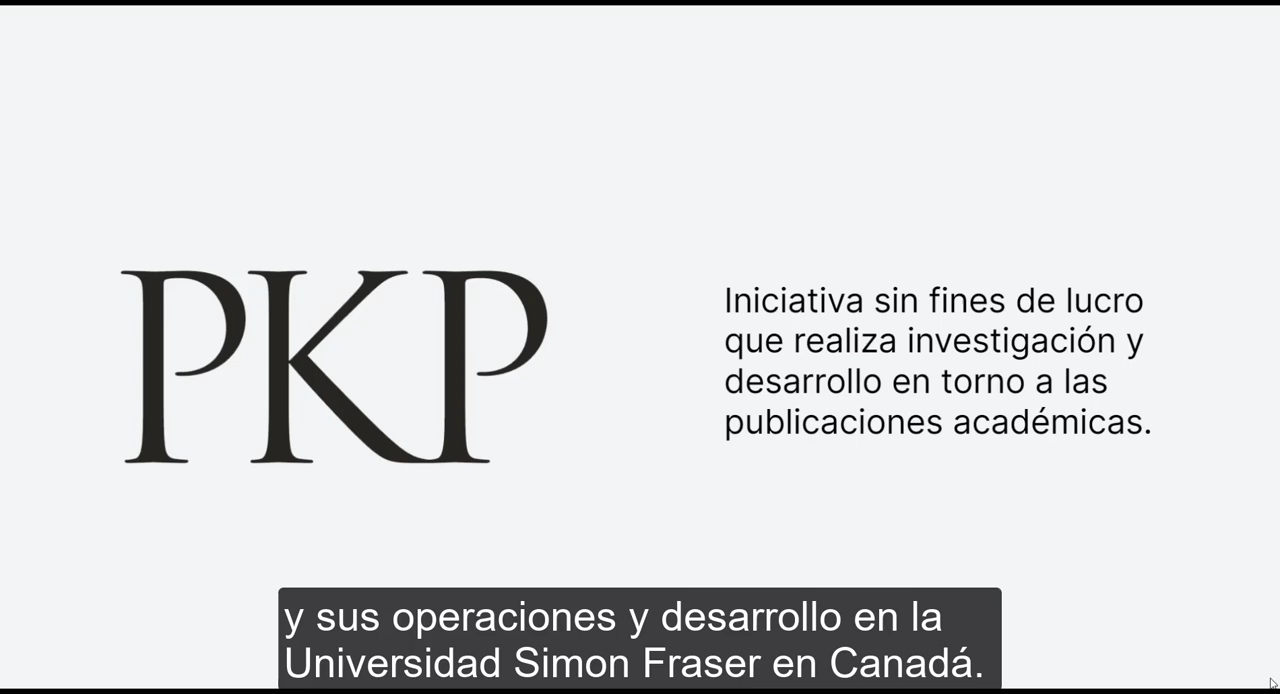 PKP
Iniciativa sin fines de lucro
que realiza investigación y
desarrollo en torno a las
publicaciones académicas.
y sus operaciones y desarrollo en la
Universidad Simon Fraser en Canadá.